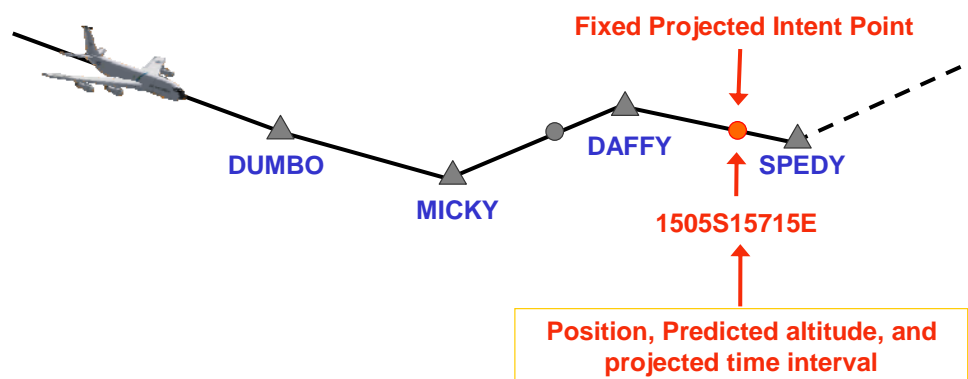 Fixed Projected Intent Point
DUMBO
MICKY
DAFFY
SPEDY
1505S15715E
Position, Predicted altitude, and
projected time interval